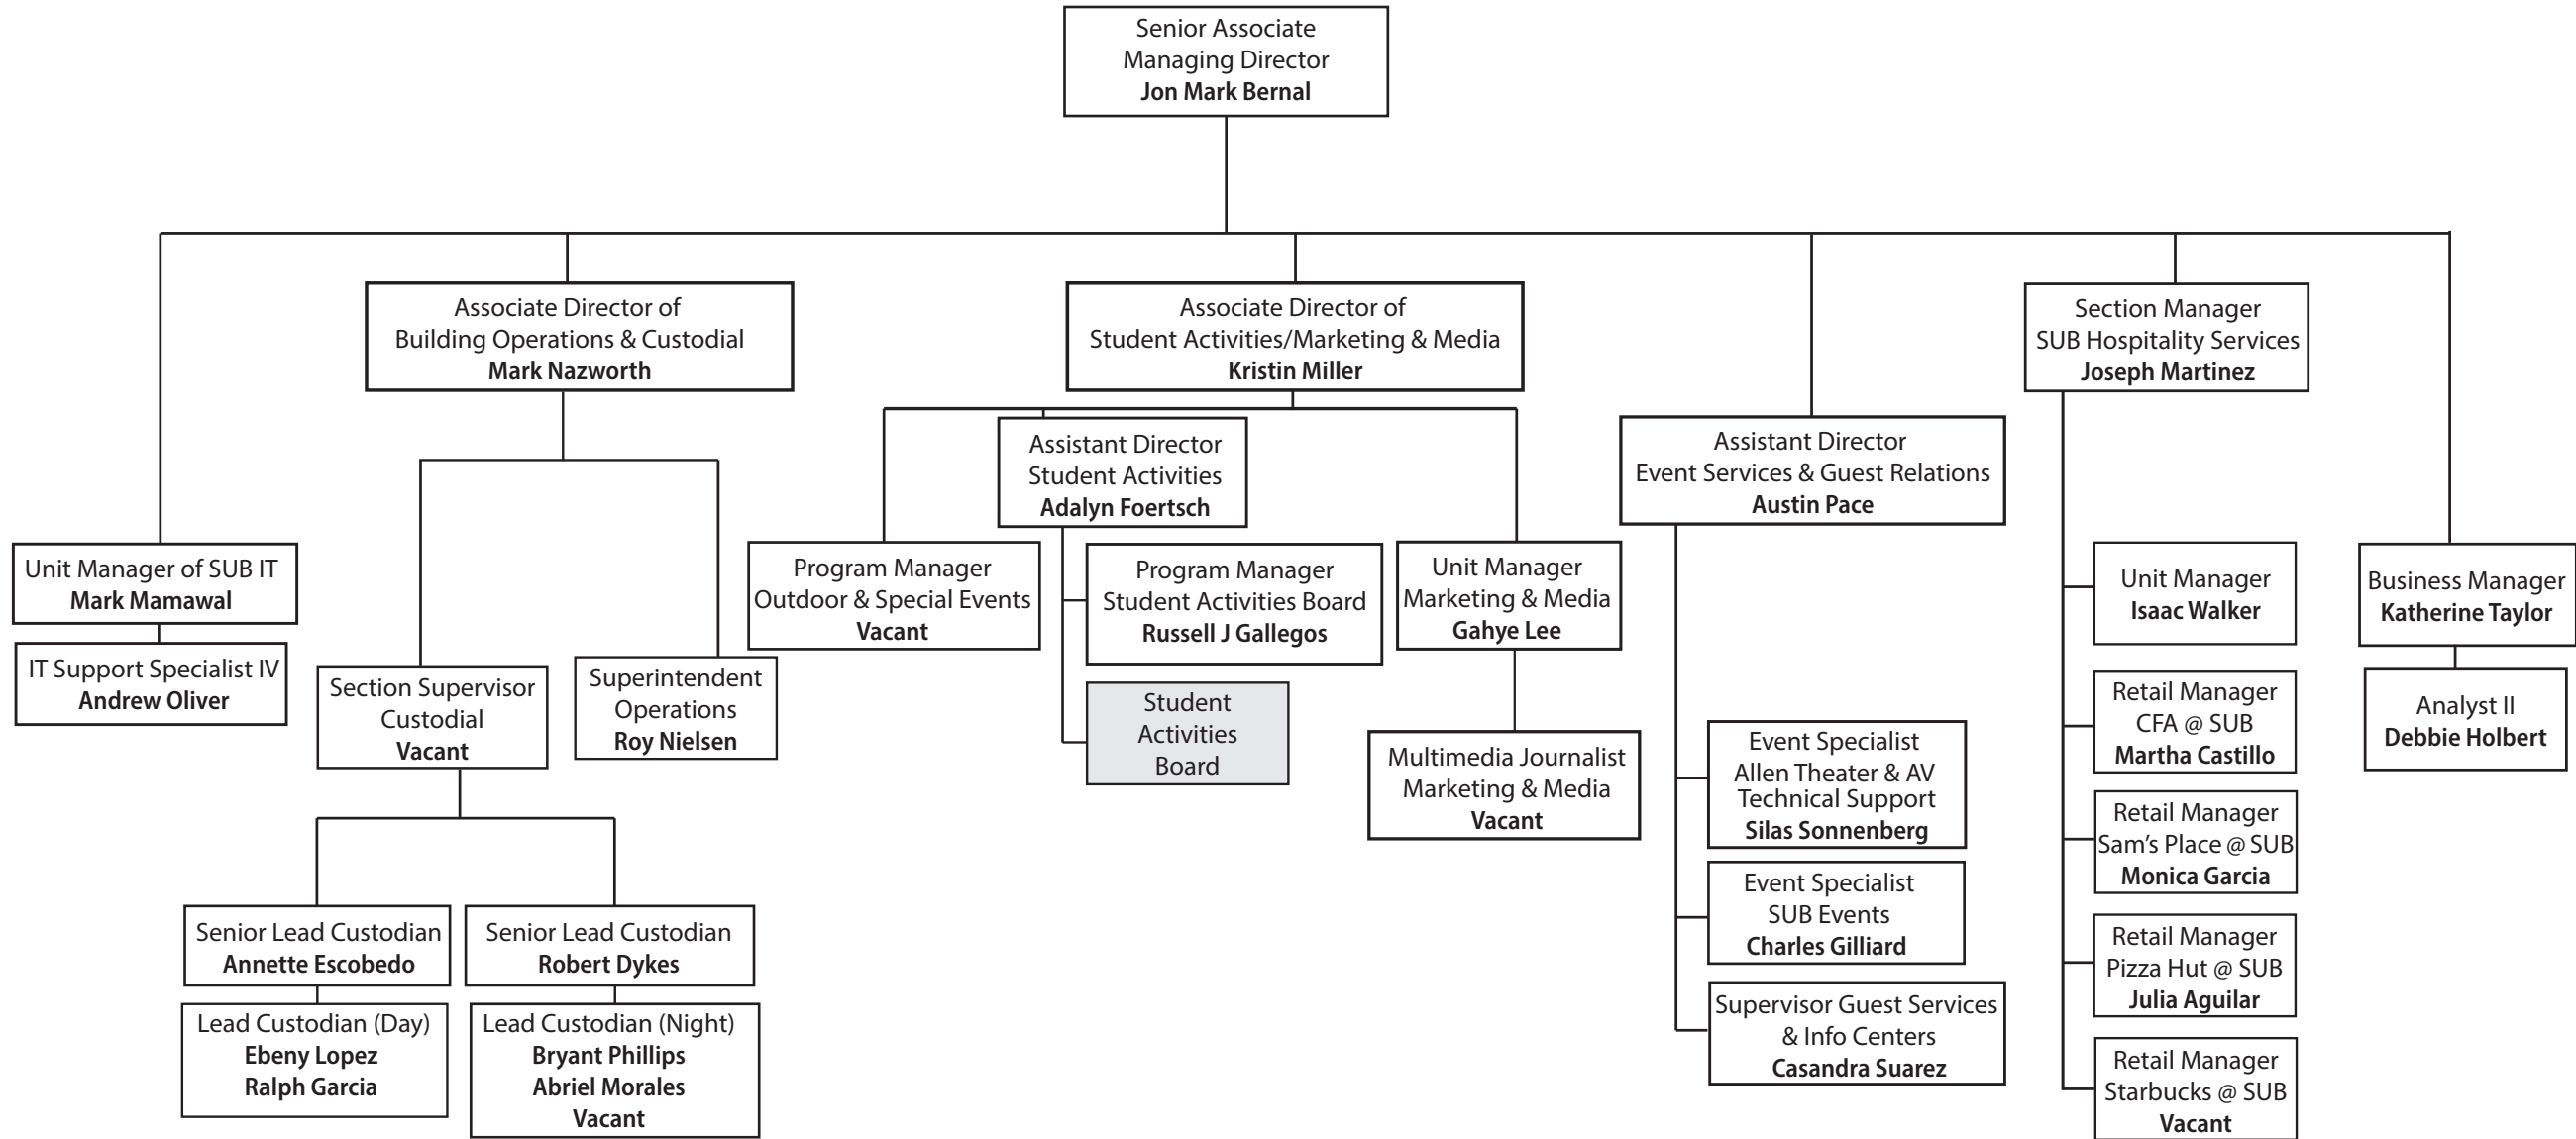 Senior Associate
Managing Director
Jon Mark Bernal
Associate Director of
Building Operations & Custodial
Mark Nazworth
Associate Director of
Student Activities/Marketing & Media
Kristin Miller
Section Manager
SUB Hospitality Services
Joseph Martinez
Assistant Director
Student Activities
Adalyn Foertsch
Assistant Director
Event Services & Guest Relations
Austin Pace
Unit Manager of SUB IT
Mark Mamawal
IT Support Specialist IV
Andrew Oliver
Section Supervisor
Custodial
Vacant
Superintendent
Operations
Roy Nielsen
Program Manager
Outdoor & Special Events
Vacant
Program Manager
Student Activities Board
Russell J Gallegos
Student
Activities
Board
Unit Manager
Marketing & Media
Gahye Lee
Multimedia Journalist
Marketing & Media
Vacant
Event Specialist
Allen Theater & AV
Technical Support
Silas Sonnenberg
Event Specialist
SUB Events
Charles Gilliard
Supervisor Guest Services
& Info Centers
Casandra Suarez
Unit Manager
Isaac Walker
Retail Manager
CFA @ SUB
Martha Castillo
Retail Manager
Sam’s Place @ SUB
Monica Garcia
Retail Manager
Pizza Hut @ SUB
Julia Aguilar
Retail Manager
Starbucks @ SUB
Vacant
Business Manager
Katherine Taylor
Analyst II
Debbie Holbert
Senior Lead Custodian
Annette Escobedo
Lead Custodian (Day)
Ebeny Lopez
Ralph Garcia
Senior Lead Custodian
Robert Dykes
Lead Custodian (Night)
Bryant Phillips
Abriel Morales
Vacant